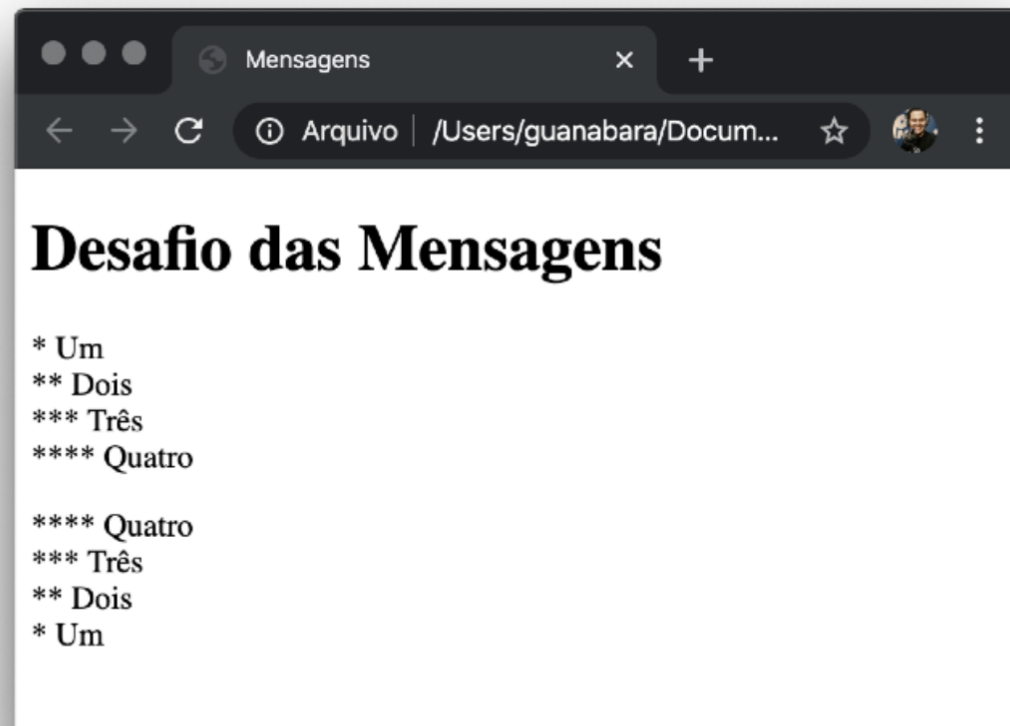 Mensagens
Arquivo /Users/guanabara/Docum...
Desafio das Mensagens
* Um
** Dois
*** Três
**** Quatro
**** Quatro
*** Três
** Dois
* Um